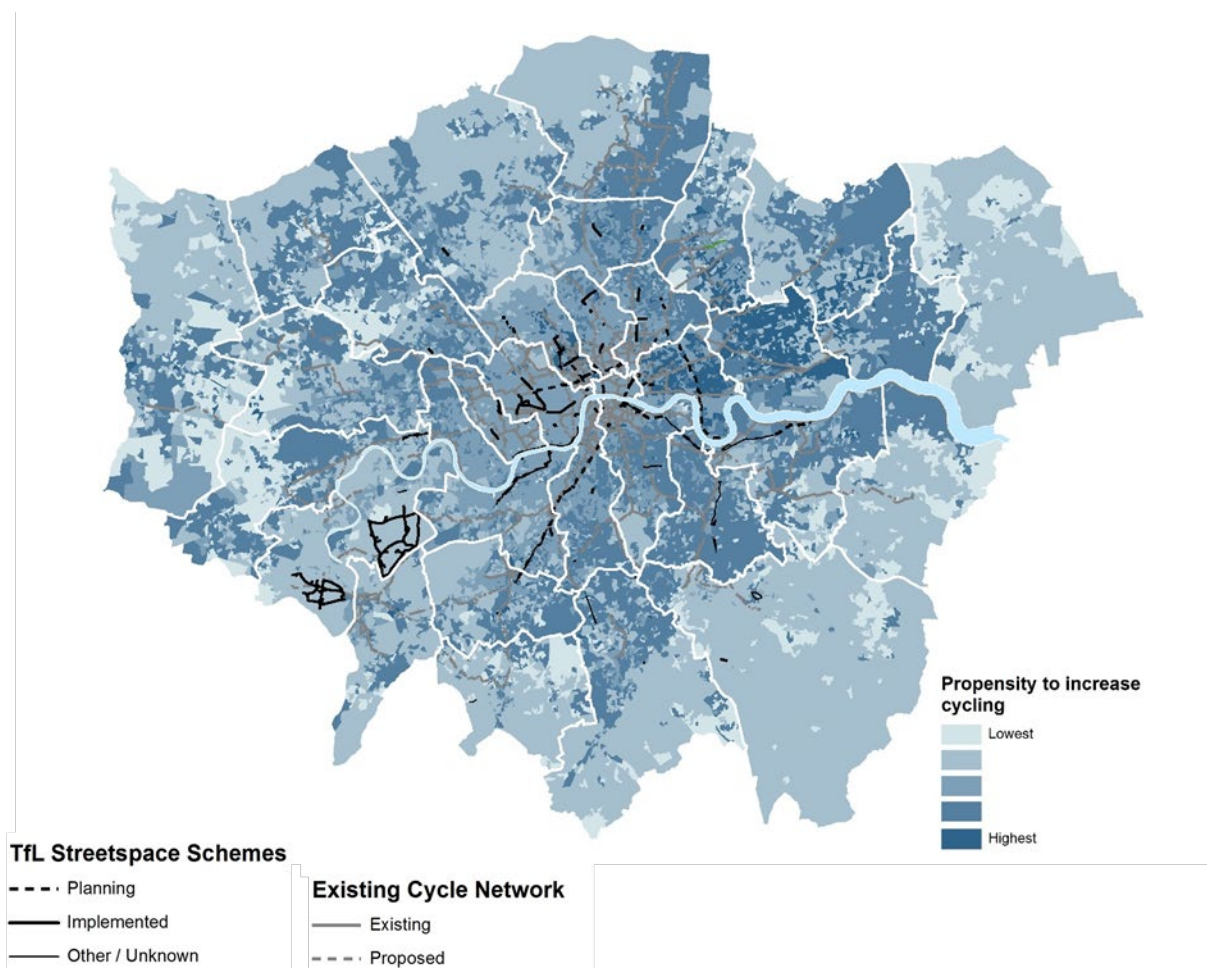 Propensity to increase
cycling
Lowest
Highest
TfL Streetspace Schemes
Planning
Implemented
Other / Unknown
Existing Cycle Network
Existing
Proposed